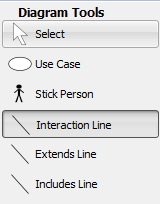 Diagram Tools
Select
Use Case
Stick Person
Interaction Line
Extends Line
Includes Line